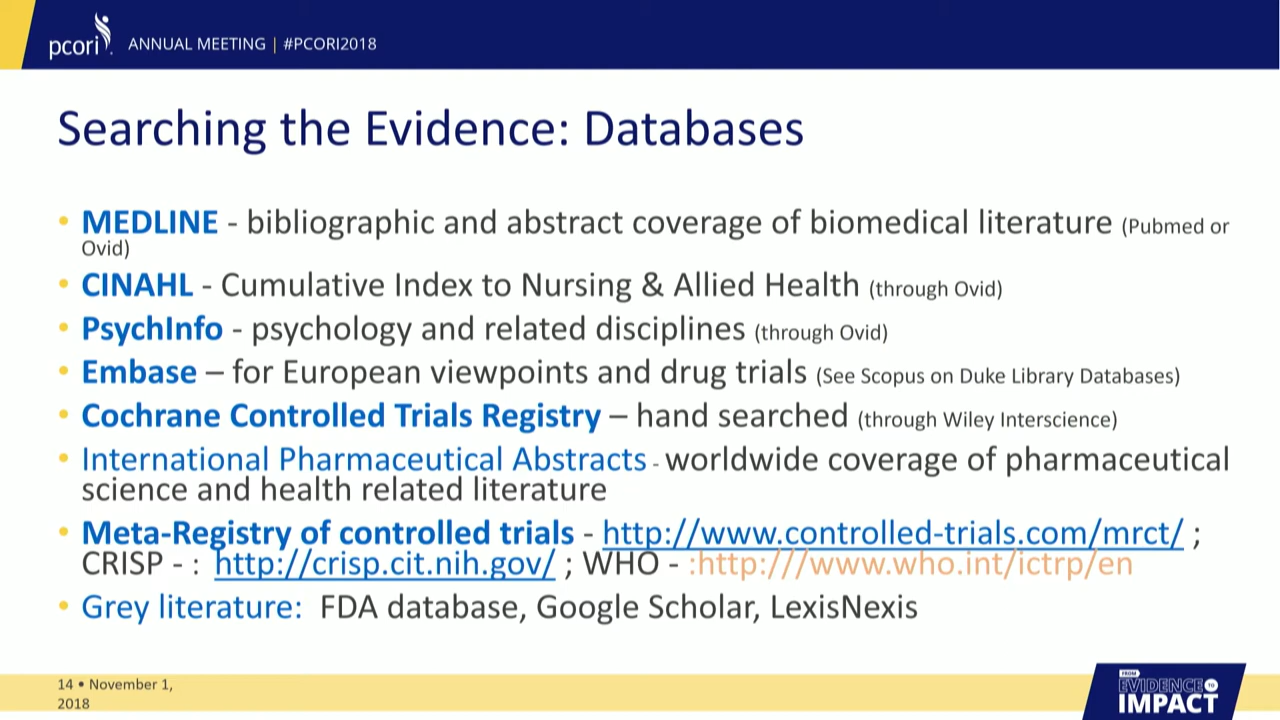 pcori ANNUAL MEETING | #PCORI2018
Searching the Evidence: Databases
• MEDLINE - bibliographic and abstract coverage of biomedical literature (Pubmed or
Ovid)
• CINAHL - Cumulative Index to Nursing & Allied Health (through Ovid)
• PsychInfo - psychology and related disciplines (through Ovid)
• Embase – for European viewpoints and drug trials (See Scopus on Duke Library Databases)
• Cochrane Controlled Trials Registry – hand searched (through Wiley Interscience)
• International Pharmaceutical Abstracts - worldwide coverage of pharmaceutical
science and health related literature
• Meta-Registry of controlled trials - http://www.controlled-trials.com/mrct/ ;
CRISP - : http://crisp.cit.nih.gov/ ; WHO - :http:///www.who.int/ictrp/en
• Grey literature: FDA database, Google Scholar, LexisNexis
14 • November 1,
2018
FROM
EVIDENCE TO
IMPACT